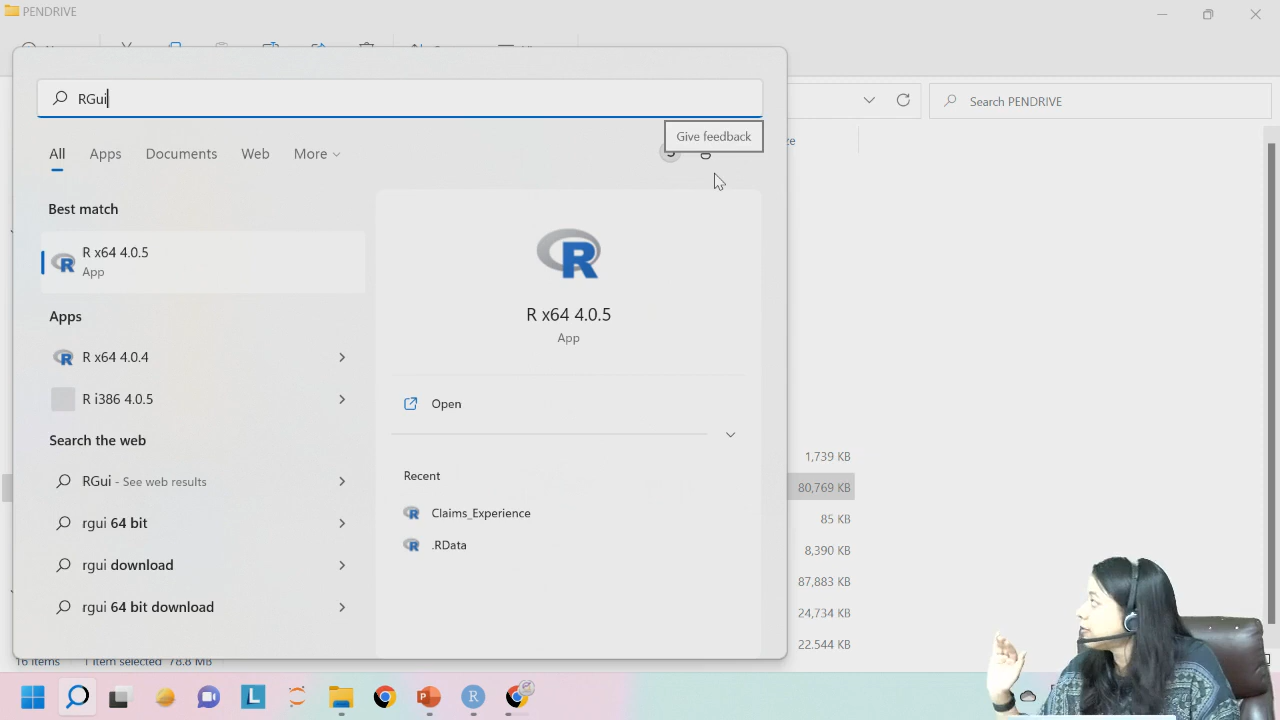 PENDRIVE
RGui
Search PENDRIVE
Give feedback
All Apps Documents Web More
Best match
R x64 4.0.5
App
Apps
R x64 4.0.4
R i386 4.0.5
Search the web
RGui - See web results
rgui 64 bit
rgui download
rgui 64 bit download
R x64 4.0.5
App
Open
Recent
Claims_Experience
.RData
1,739 KB
80,769 KB
85 KB
8,390 KB
87,883 KB
24,734 KB
22,544 KB
16 items 1 item selected 78.8 MB